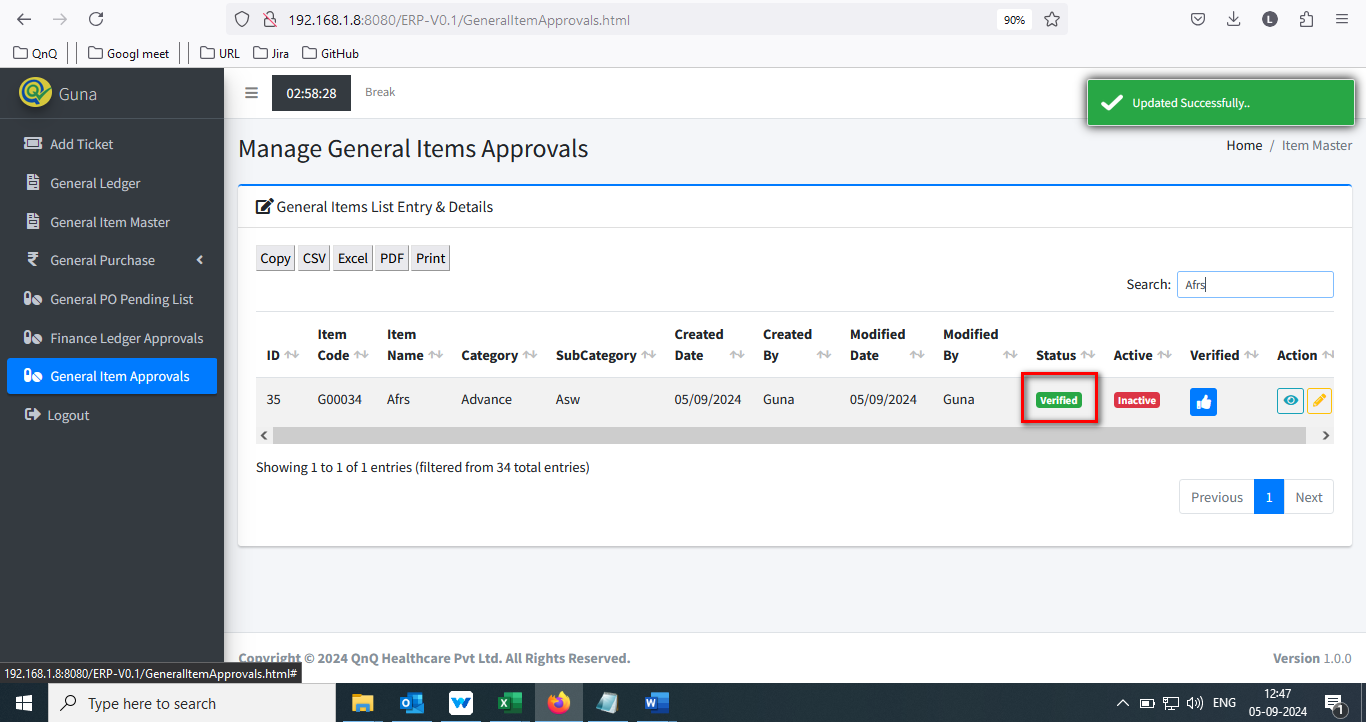 192.168.1.8:8080/ERP-V0.1/GeneralItemApprovals.html
90%
L
QnQ
Googl meet
URL
Jira
GitHub
Guna
02:58:28
Break
Updated Successfully..
Add Ticket
General Ledger
General Item Master
General Purchase
General PO Pending List
Finance Ledger Approvals
General Item Approvals
Logout
Manage General Items Approvals
Home / Item Master
General Items List Entry & Details
Copy
CSV
Excel
PDF
Print
Search: Afrs
ID Item Code Item Name Category SubCategory Created Date Created By Modified Date Modified By Status Active Verified Action
35 G00034 Afrs Advance Asw 05/09/2024 Guna 05/09/2024 Guna Verified Inactive
Showing 1 to 1 of 1 entries (filtered from 34 total entries)
Previous 1 Next
Copyright © 2024 QnQ Healthcare Pvt Ltd. All Rights Reserved.
Version 1.0.0
192.168.1.8:8080/ERP-V0.1/GeneralItemApprovals.html#
Type here to search
ENG
12:47
05-09-2024
1